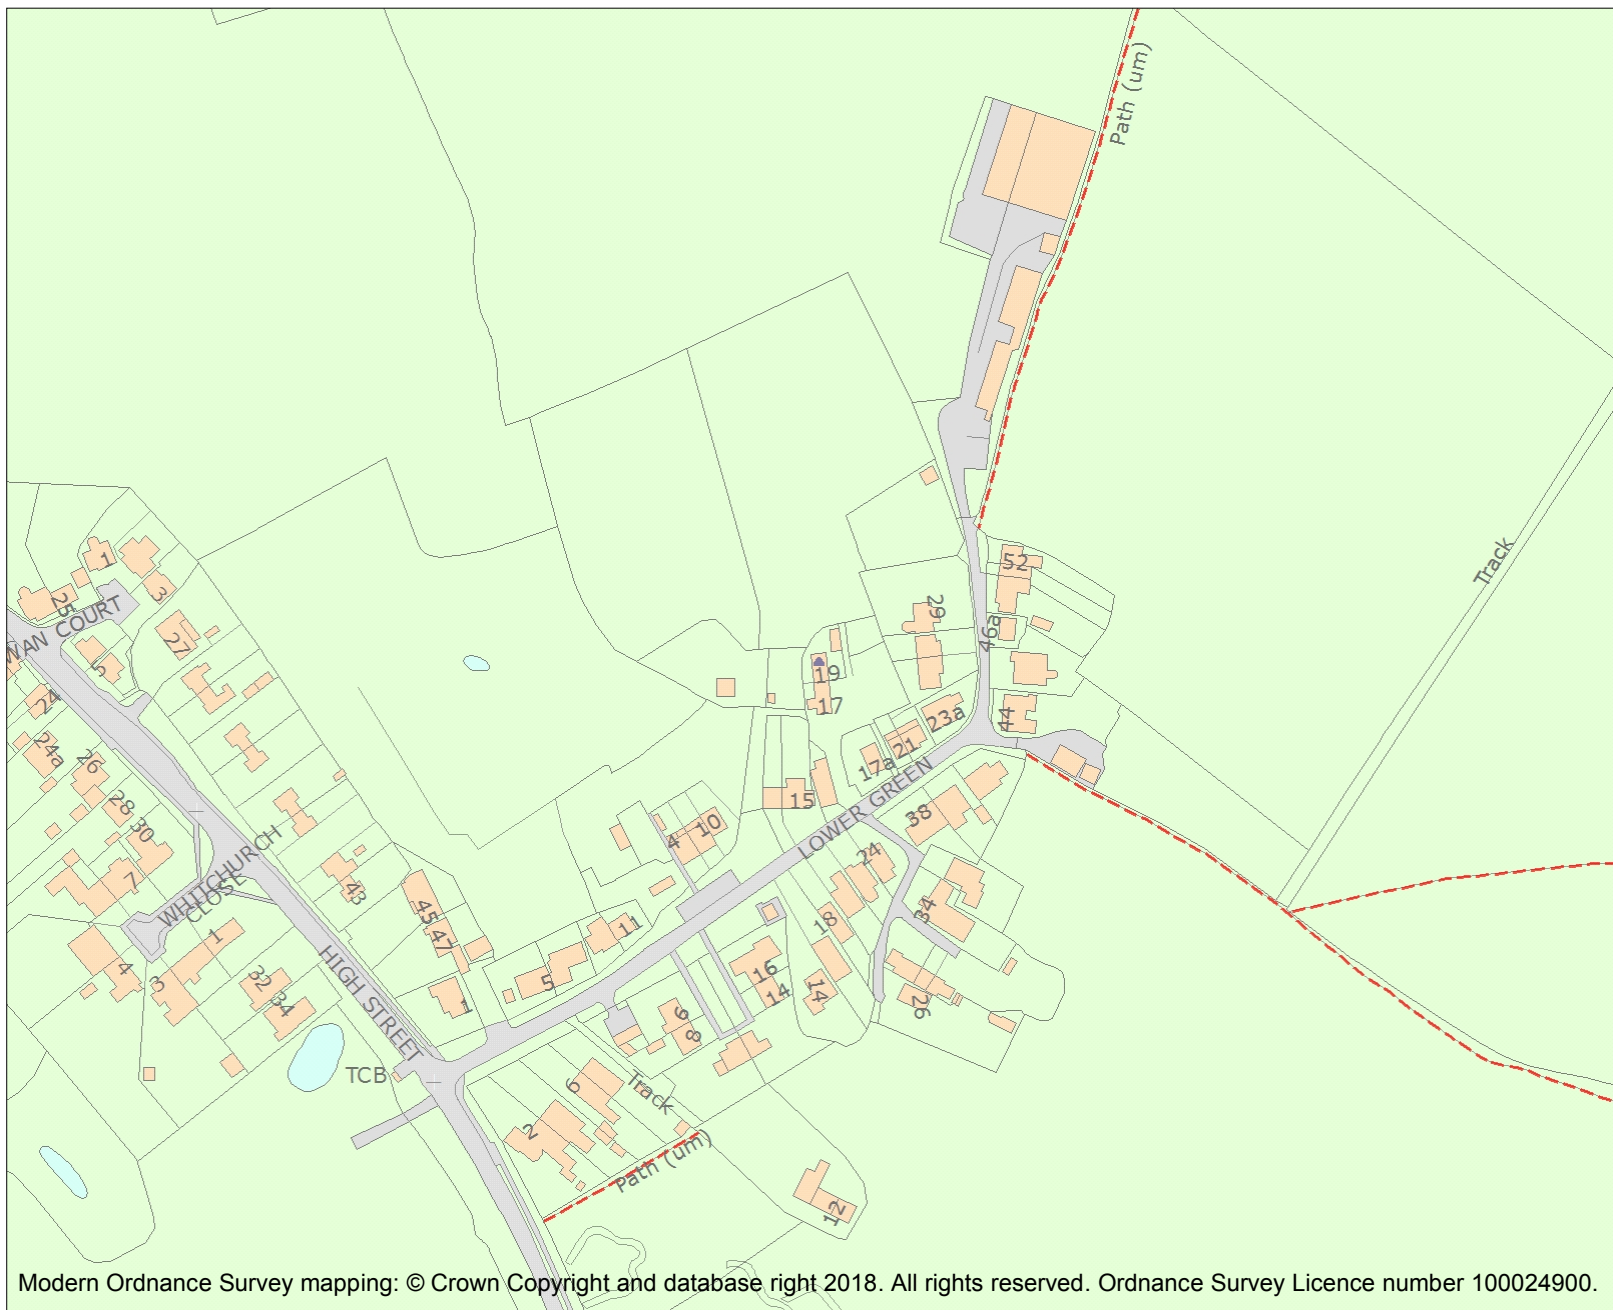 Path (um)
52
29
46a
Track
1
3
25
WAN COURT
27
5
19
17
24
44
23a
21
17a
24a
26
28
30
15
LOWER GREEN
38
10
4
WHITCHURCH
CLOSE
7
43
24
45
47
34
18
11
1
4
3
32
34
HIGH STREET
5
16
14
14
26
1
6
8
TCB
6
Track
2
Path (um)
12
Modern Ordnance Survey mapping: © Crown Copyright and database right 2018. All rights reserved. Ordnance Survey Licence number 100024900.